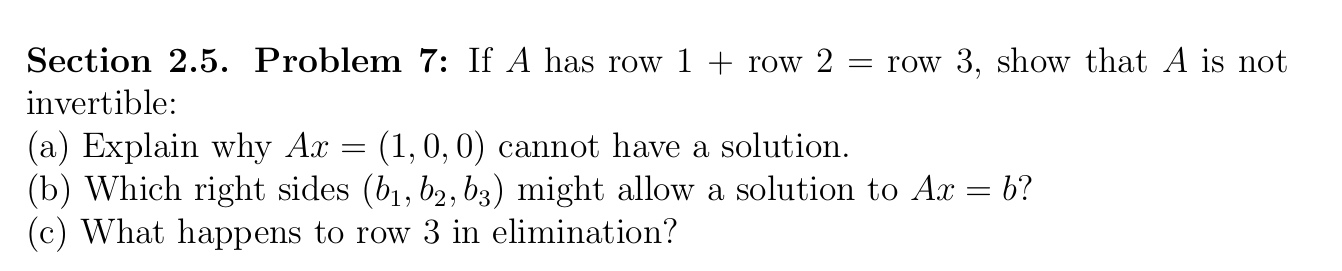 Section 2.5. Problem 7: If A has row 1 + row 2 = row 3, show that A is not
invertible:
(a) Explain why Ax = (1, 0, 0) cannot have a solution.
(b) Which right sides (b₁, b₂, b₃) might allow a solution to Ax = b?
(c) What happens to row 3 in elimination?